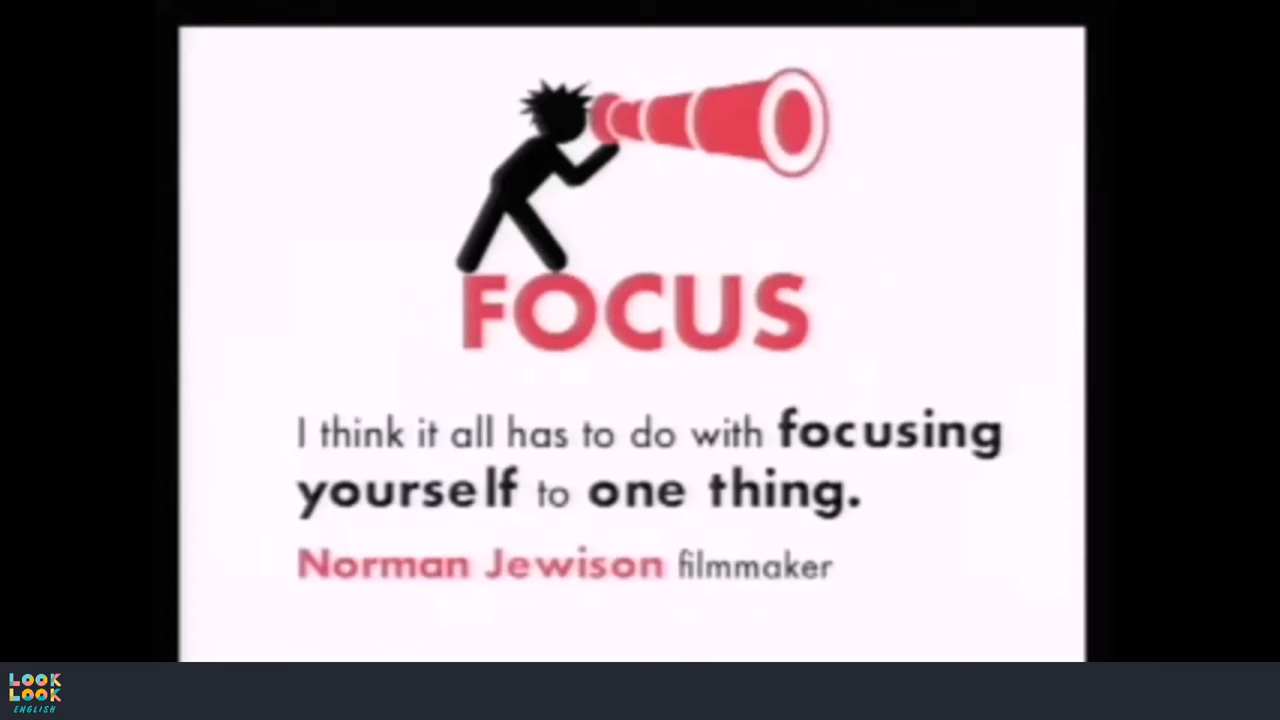 FOCUS
I think it all has to do with focusing
yourself to one thing.
Norman Jewison filmmaker
LOOK
LOOK
ENGLISH